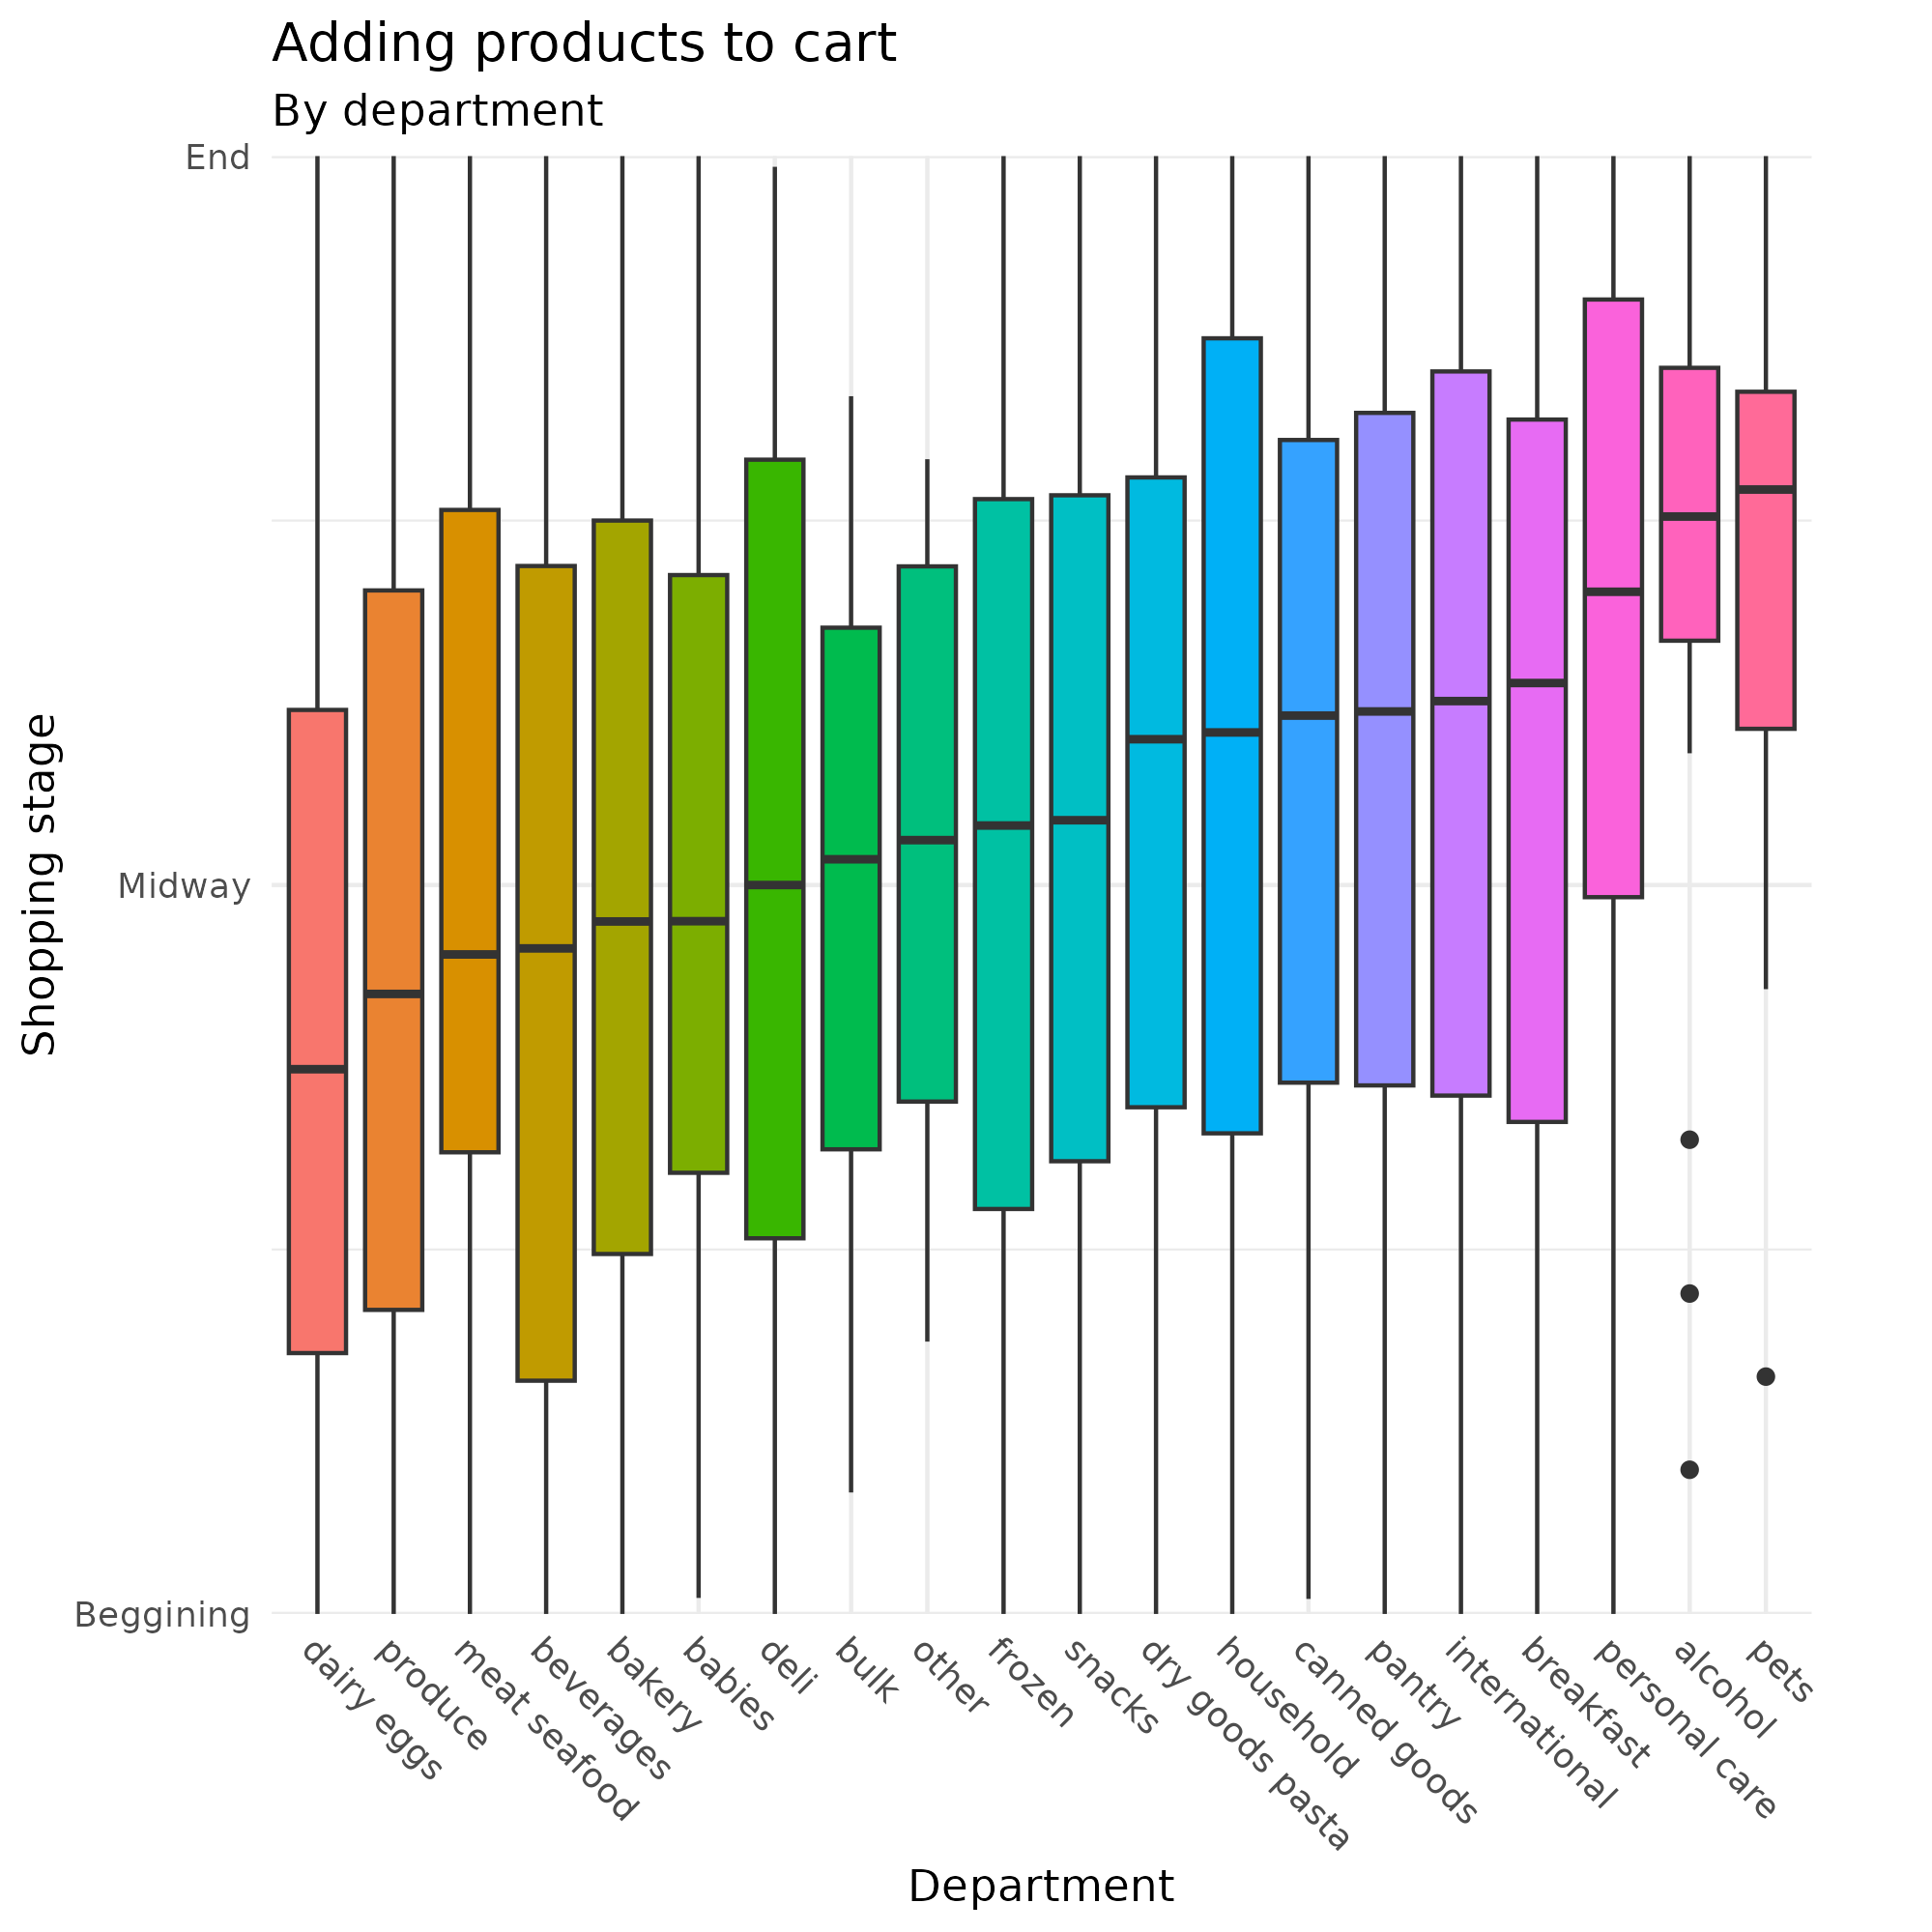 Adding products to cart
By department
End
Midway
Beggining
Shopping stage
dairy eggs
produce
meat seafood
beverages
bakery
babies
deli
bulk
other
frozen
snacks
dry goods pasta
household
canned goods
pantry
international
breakfast
personal care
alcohol
pets
Department